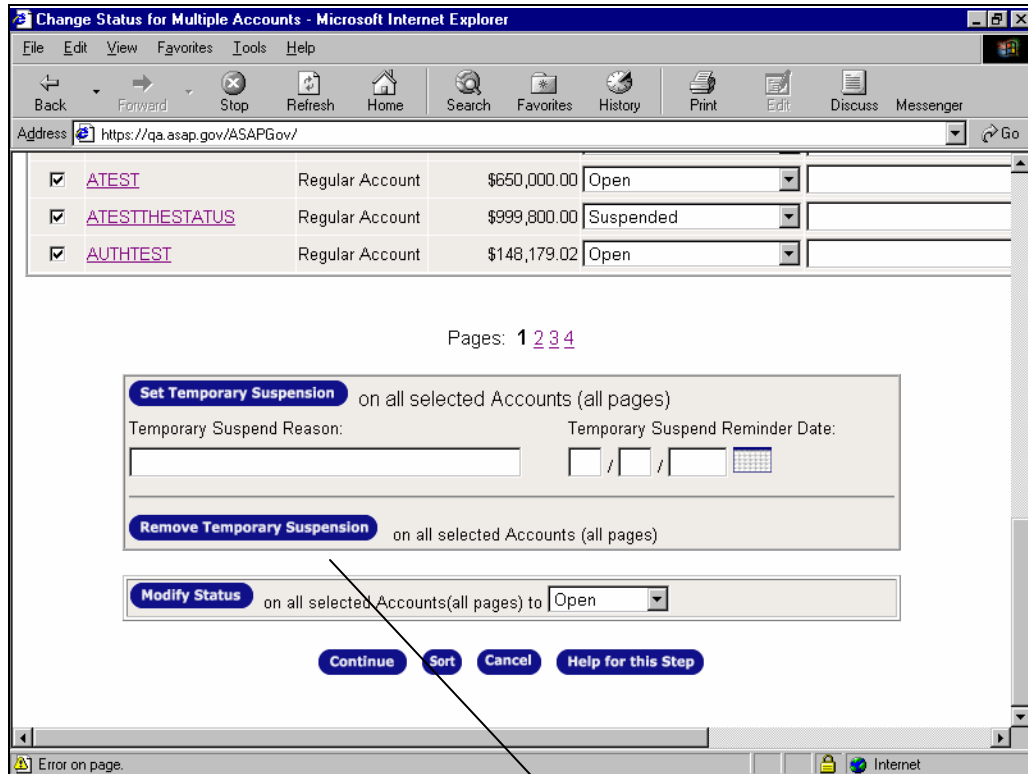 Change Status for Multiple Accounts - Microsoft Internet Explorer
File Edit View Favorites Tools Help
Back Forward Stop Refresh Home Search Favorites History Print Edit Discuss Messenger
Address https://qa.asap.gov/ASAPGov/ Go
ATEST Regular Account $650,000.00 Open
ATESTTHESTATUS Regular Account $999,800.00 Suspended
AUTHTEST Regular Account $148,179.02 Open
Pages: 1 2 3 4
Set Temporary Suspension on all selected Accounts (all pages)
Temporary Suspend Reason: Temporary Suspend Reminder Date:
/ /
Remove Temporary Suspension on all selected Accounts (all pages)
Modify Status on all selected Accounts(all pages) to Open
Continue Sort Cancel Help for this Step
Error on page. Internet